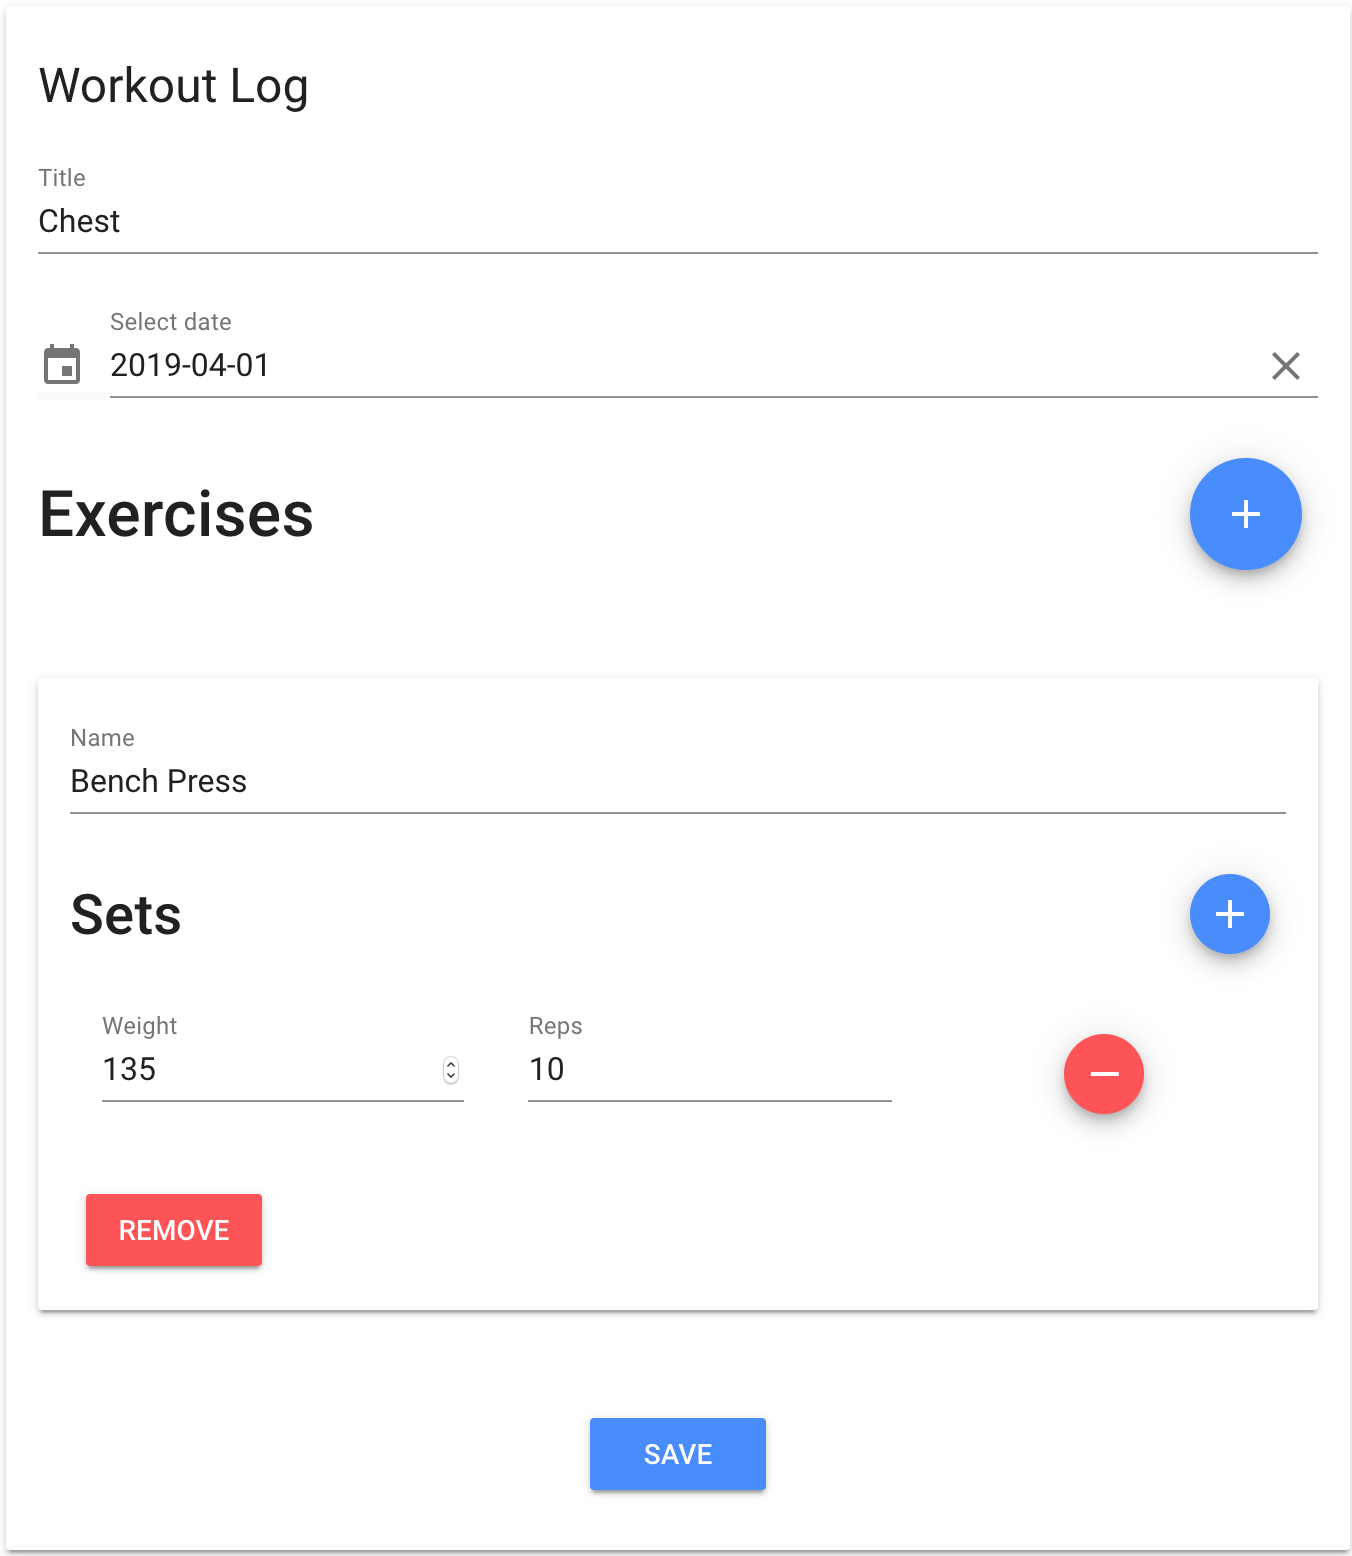 Workout Log
Title
Chest
Select date
2019-04-01
Exercises
Name
Bench Press
Sets
Weight Reps
135 10
REMOVE
SAVE